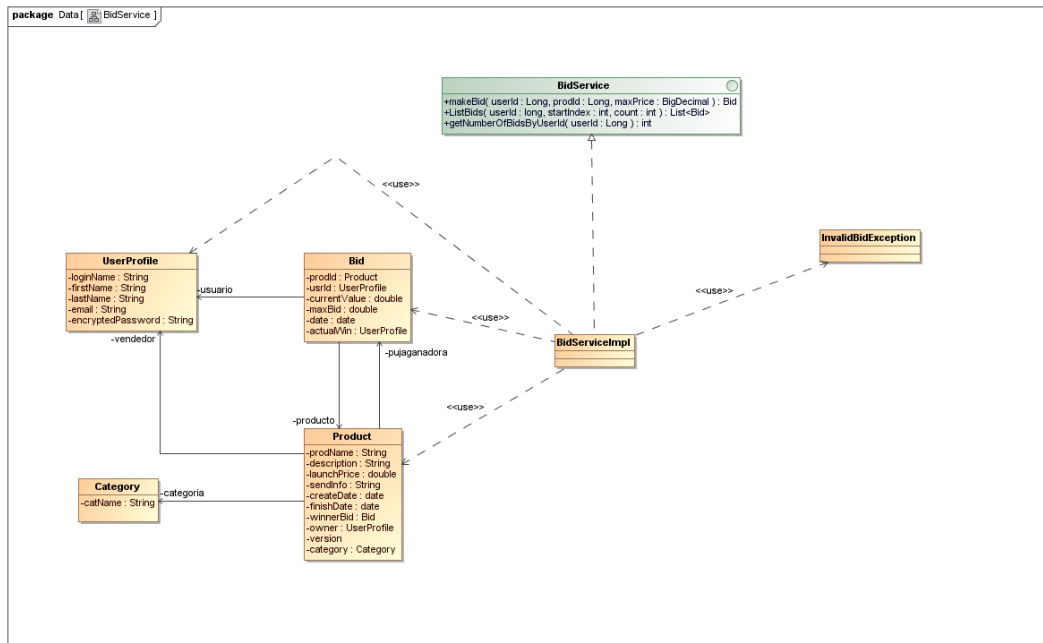 package Data[ BidService ]
BidService
+makeBid( userId : Long, prodId : Long, maxPrice : BigDecimal ) : Bid
+ListBids( userId : long, startIndex : int, count : int ) : List<Bid>
+getNumberOfBidsByUserId( userId : Long ) : int
<<use>>
InvalidBidException
UserProfile
-loginName : String
-firstName : String
-lastName : String
-email : String
-encryptedPassword : String
-usuario
Bid
-prodId : Product
-usrId : UserProfile
-currentValue : double
-maxBid : double
-date : date
-actualWin : UserProfile
<<use>>
<<use>>
BidServiceImpl
-vendedor
-pujaganadora
<<use>>
-producto
Product
-prodName : String
-description : String
-launchPrice : double
-sendInfo : String
-createDate : date
-finishDate : date
-winnerBid : Bid
-owner : UserProfile
-version
-category : Category
Category
-catName : String
-categoria